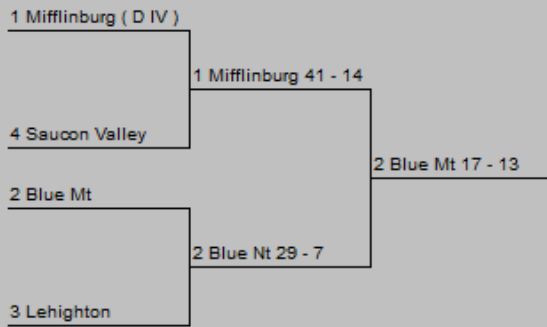 1 Mifflinburg ( D IV )
1 Mifflinburg 41 - 14
4 Saucon Valley
2 Blue Mt 17 - 13
2 Blue Mt
2 Blue Nt 29 - 7
3 Lehighton